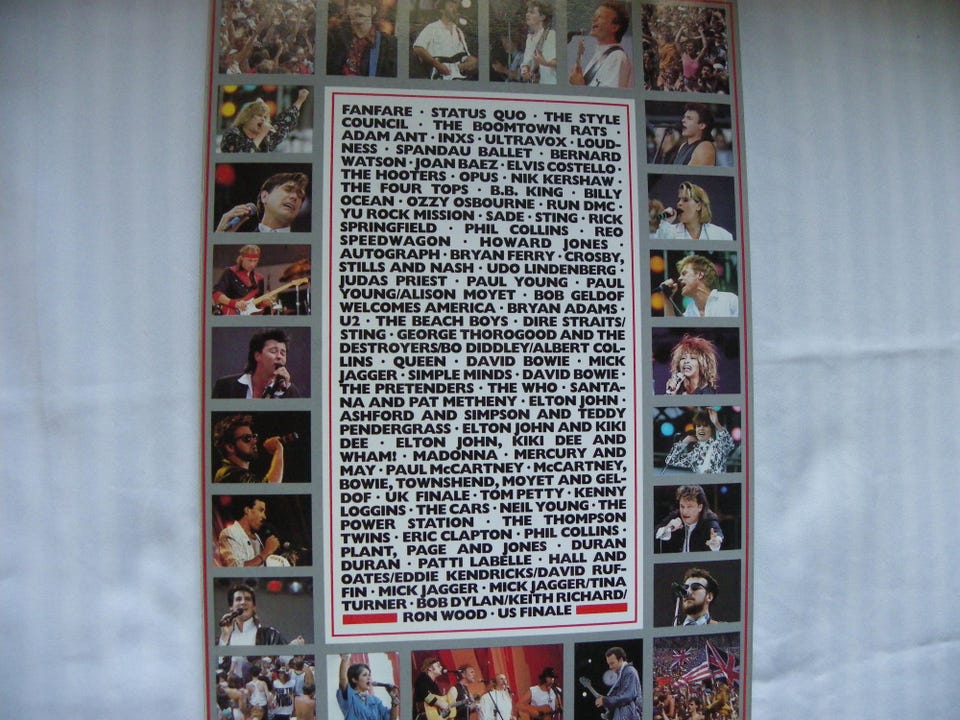 FANFARE · STATUS QUO · THE STYLE
COUNCIL · THE BOOMTOWN RATS ·
ADAM ANT · INXS · ULTRAVOX · LOUD-
NESS · SPANDAU BALLET · BERNARD
WATSON · JOAN BAEZ · ELVIS COSTELLO ·
THE HOOTERS · OPUS · NIK KERSHAW ·
THE FOUR TOPS · B.B. KING · BILLY
OCEAN · OZZY OSBOURNE · RUN DMC ·
YU ROCK MISSION · SADE · STING · RICK
SPRINGFIELD · PHIL COLLINS · REO
SPEEDWAGON · HOWARD JONES ·
AUTOGRAPH · BRYAN FERRY · CROSBY,
STILLS AND NASH · UDO LINDENBERG ·
JUDAS PRIEST · PAUL YOUNG · PAUL
YOUNG/ALISON MOYET · BOB GELDOF
WELCOMES AMERICA · BRYAN ADAMS ·
U2 · THE BEACH BOYS · DIRE STRAITS/
STING · GEORGE THOROGOOD AND THE
DESTROYERS/BO DIDDLEY/ALBERT COL-
LINS · QUEEN · DAVID BOWIE · MICK
JAGGER · SIMPLE MINDS · DAVID BOWIE ·
THE PRETENDERS · THE WHO · SANTA-
NA AND PAT METHENY · ELTON JOHN ·
ASHFORD AND SIMPSON AND TEDDY
PENDERGRASS · ELTON JOHN AND KIKI
DEE · ELTON JOHN, KIKI DEE AND
WHAM! · MADONNA · MERCURY AND
MAY · PAUL McCARTNEY · McCARTNEY,
BOWIE, TOWNSHEND, MOYET AND GEL-
DOF · UK FINALE · TOM PETTY · KENNY
LOGGINS · THE CARS · NEIL YOUNG · THE
POWER STATION · THE THOMPSON
TWINS · ERIC CLAPTON · PHIL COLLINS ·
PLANT, PAGE AND JONES · DURAN
DURAN · PATTI LABELLE · HALL AND
OATES/EDDIE KENDRICKS/DAVID RUF-
FIN · MICK JAGGER · MICK JAGGER/TINA
TURNER · BOB DYLAN/KEITH RICHARD/
RON WOOD · US FINALE